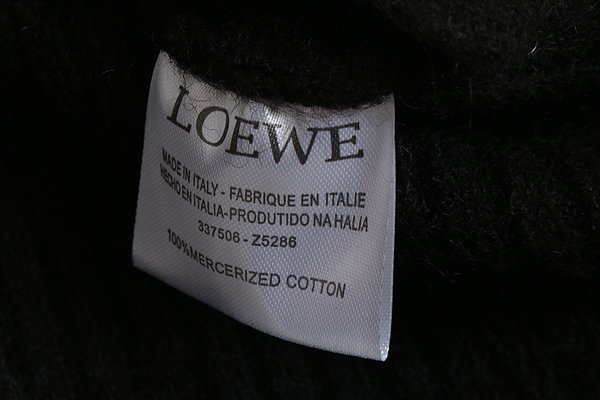 LOEWE
MADE IN ITALY - FABRIQUE EN ITALIE
HECHO EN ITALIA-PRODUTIDO NA HALIA
337506 - Z5286
100%MERCERIZED COTTON